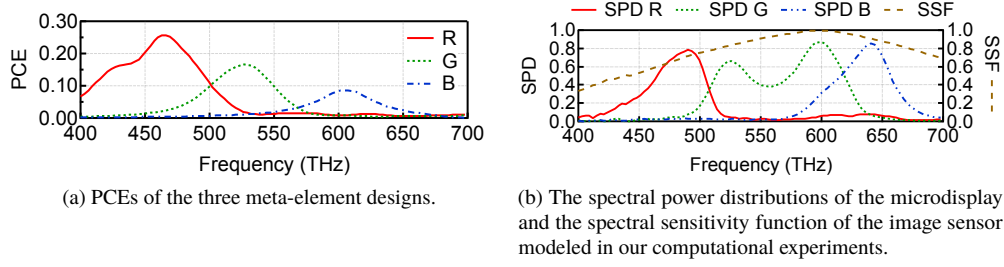 PCE
0.30
0.20
0.10
0.00
R
G
B
400 450 500 550 600 650 700
Frequency (THz)
(a) PCEs of the three meta-element designs.
SPD R SPD G SPD B SSF
SPD
1.0
0.8
0.6
0.4
0.2
0.0
1.0
0.8
0.6
0.4
0.2
0.0
SSF
400 450 500 550 600 650 700
Frequency (THz)
(b) The spectral power distributions of the microdisplay
and the spectral sensitivity function of the image sensor
modeled in our computational experiments.